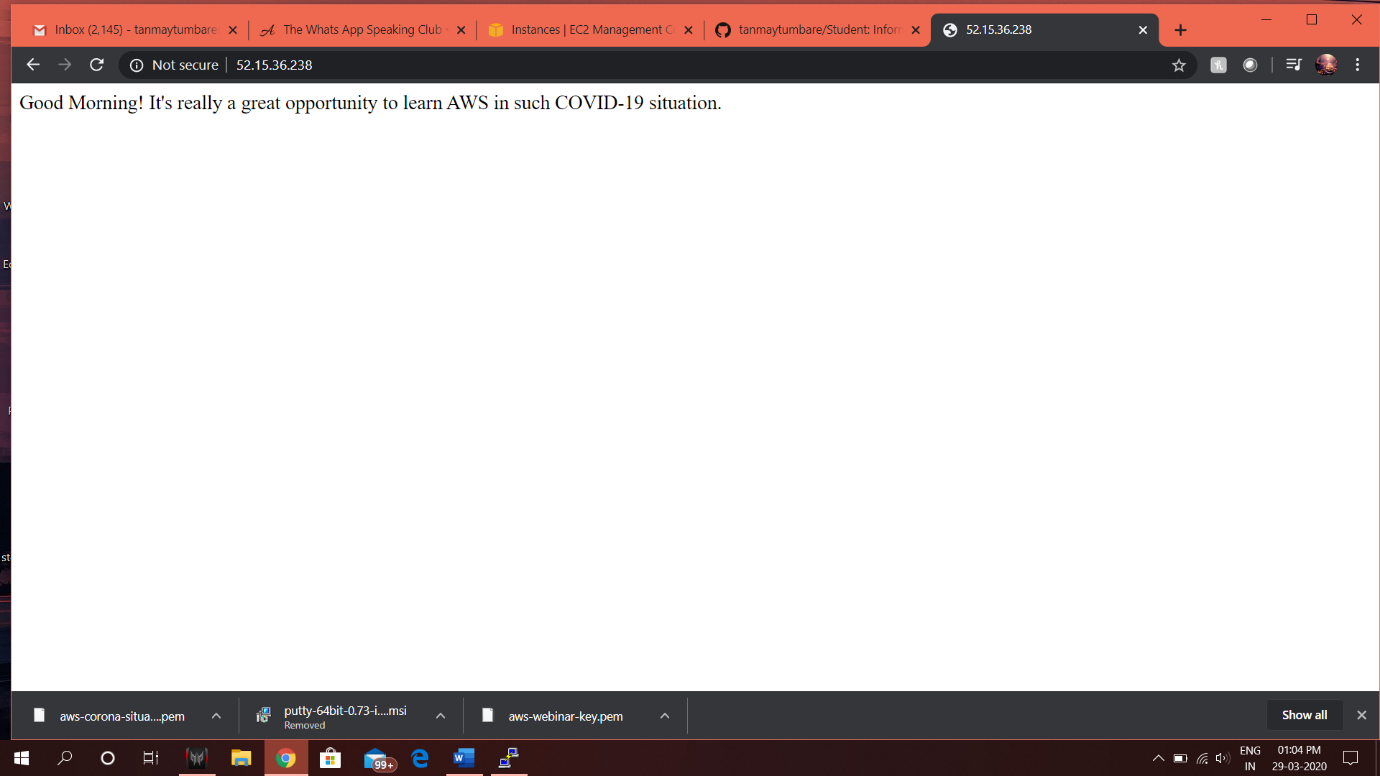 Inbox (2,145) - tanmaytumbare
The Whats App Speaking Club
Instances | EC2 Management C
tanmaytumbare/Student: Inform
52.15.36.238
Not secure | 52.15.36.238
Good Morning! It's really a great opportunity to learn AWS in such COVID-19 situation.
aws-corona-situa....pem
putty-64bit-0.73-i....msi
Removed
aws-webinar-key.pem
Show all
99+
ENG
IN
01:04 PM
29-03-2020